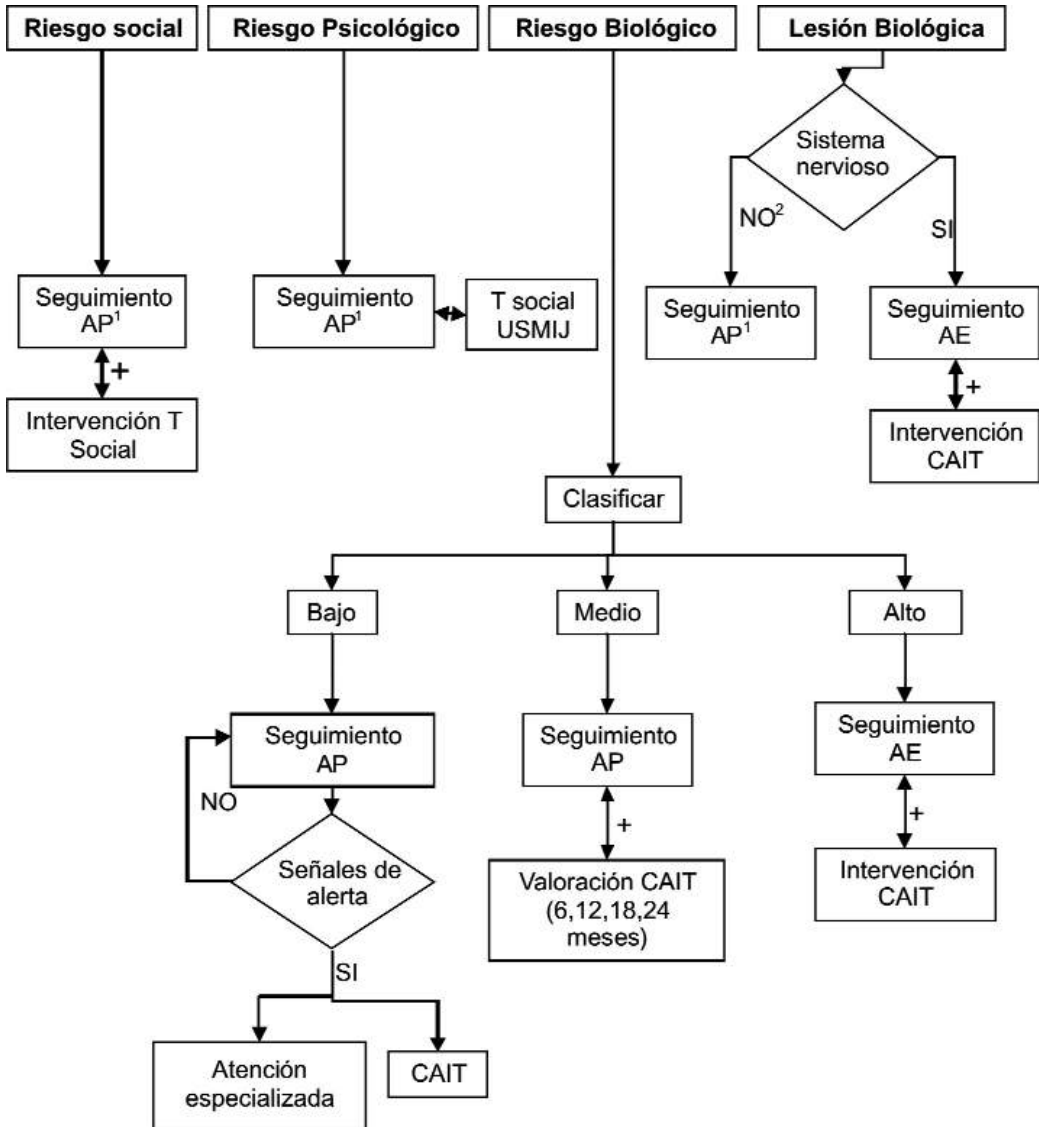 Riesgo social
Riesgo Psicológico
Riesgo Biológico
Lesión Biológica
Sistema
nervioso
NO²
SI
Seguimiento
AP¹
+
Intervención T
Social
Seguimiento
AP¹
T social
USMIJ
Seguimiento
AP¹
Seguimiento
AE
+
Intervención
CAIT
Clasificar
Bajo
Medio
Alto
Seguimiento
AP
NO
Señales de
alerta
SI
Atención
especializada
CAIT
Seguimiento
AP
+
Valoración CAIT
(6,12,18,24
meses)
Seguimiento
AE
+
Intervención
CAIT